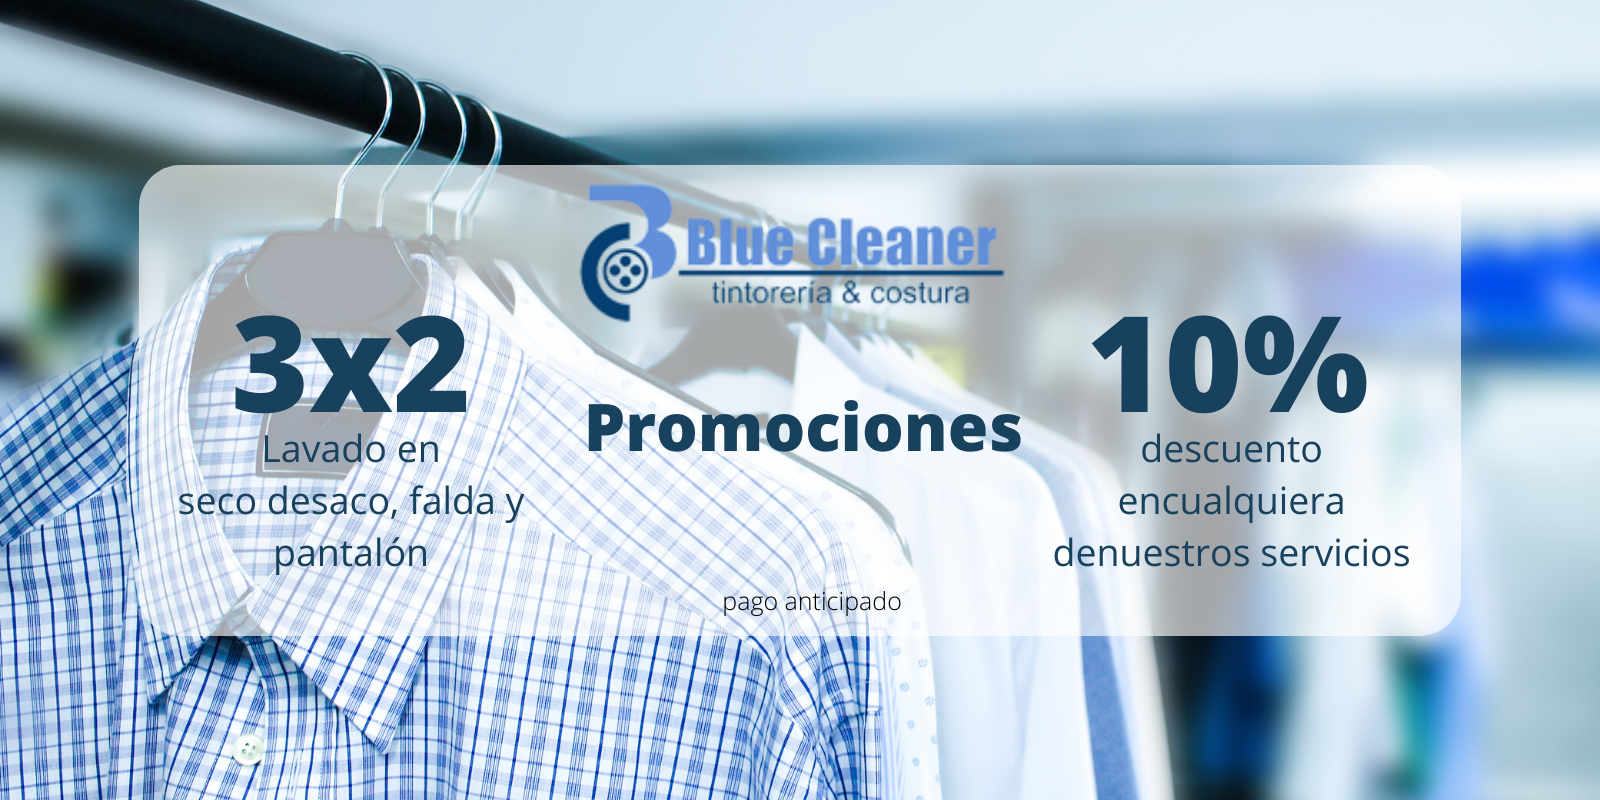 Blue Cleaner
tintorería & costura
3x2
Lavado en
seco desaco, falda y
pantalón
Promociones
10%
descuento
encualquiera
denuestros servicios
pago anticipado